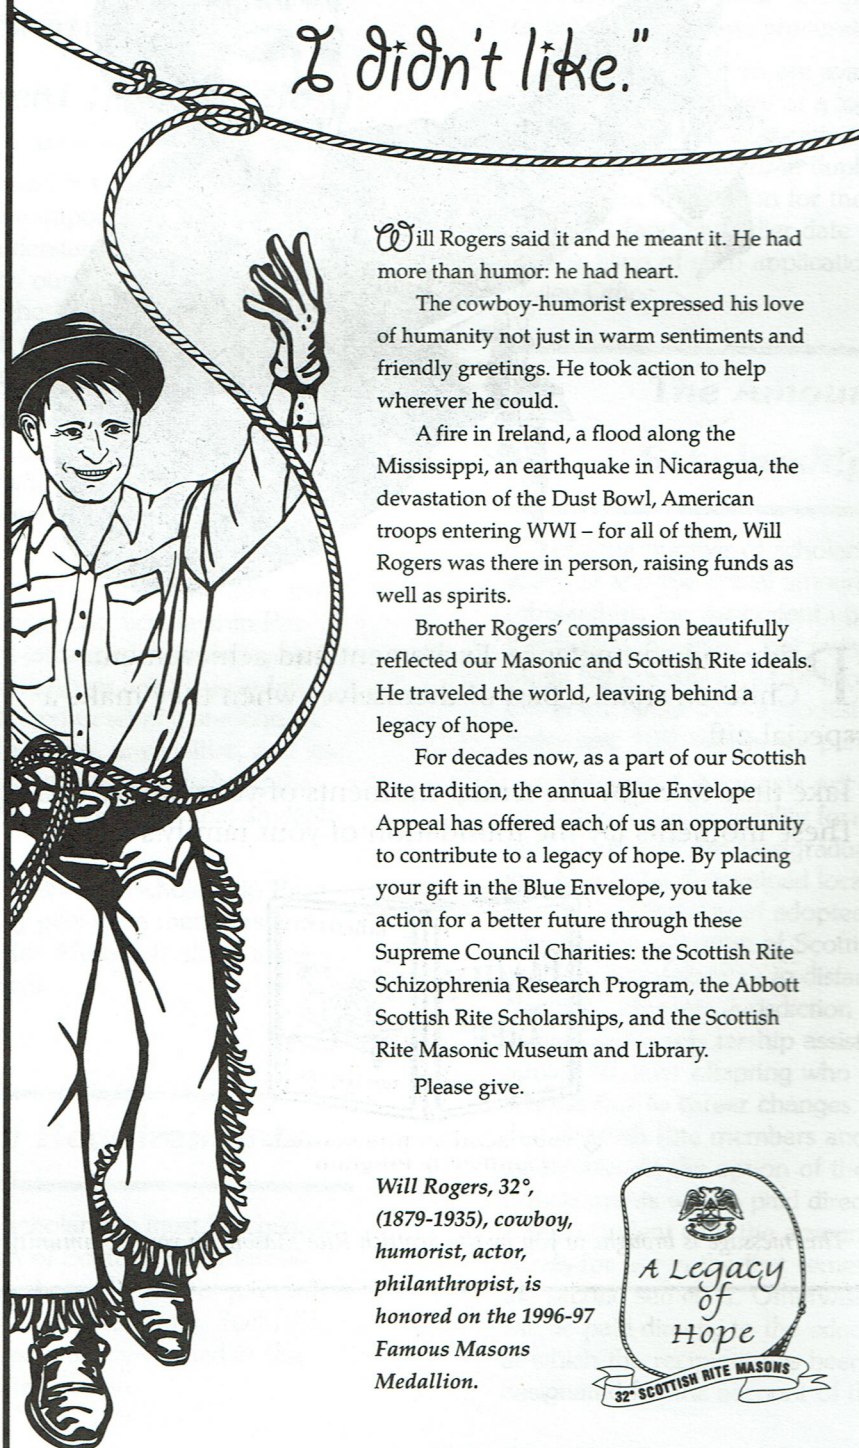 I didn't like."
Will Rogers said it and he meant it. He had
more than humor: he had heart.
The cowboy-humorist expressed his love
of humanity not just in warm sentiments and
friendly greetings. He took action to help
wherever he could.
A fire in Ireland, a flood along the
Mississippi, an earthquake in Nicaragua, the
devastation of the Dust Bowl, American
troops entering WWI – for all of them, Will
Rogers was there in person, raising funds as
well as spirits.
Brother Rogers' compassion beautifully
reflected our Masonic and Scottish Rite ideals.
He traveled the world, leaving behind a
legacy of hope.
For decades now, as a part of our Scottish
Rite tradition, the annual Blue Envelope
Appeal has offered each of us an opportunity
to contribute to a legacy of hope. By placing
your gift in the Blue Envelope, you take
action for a better future through these
Supreme Council Charities: the Scottish Rite
Schizophrenia Research Program, the Abbott
Scottish Rite Scholarships, and the Scottish
Rite Masonic Museum and Library.
Please give.
Will Rogers, 32°,
(1879-1935), cowboy,
humorist, actor,
philanthropist, is
honored on the 1996-97
Famous Masons
Medallion.
A Legacy
of
Hope
32° SCOTTISH RITE MASONS